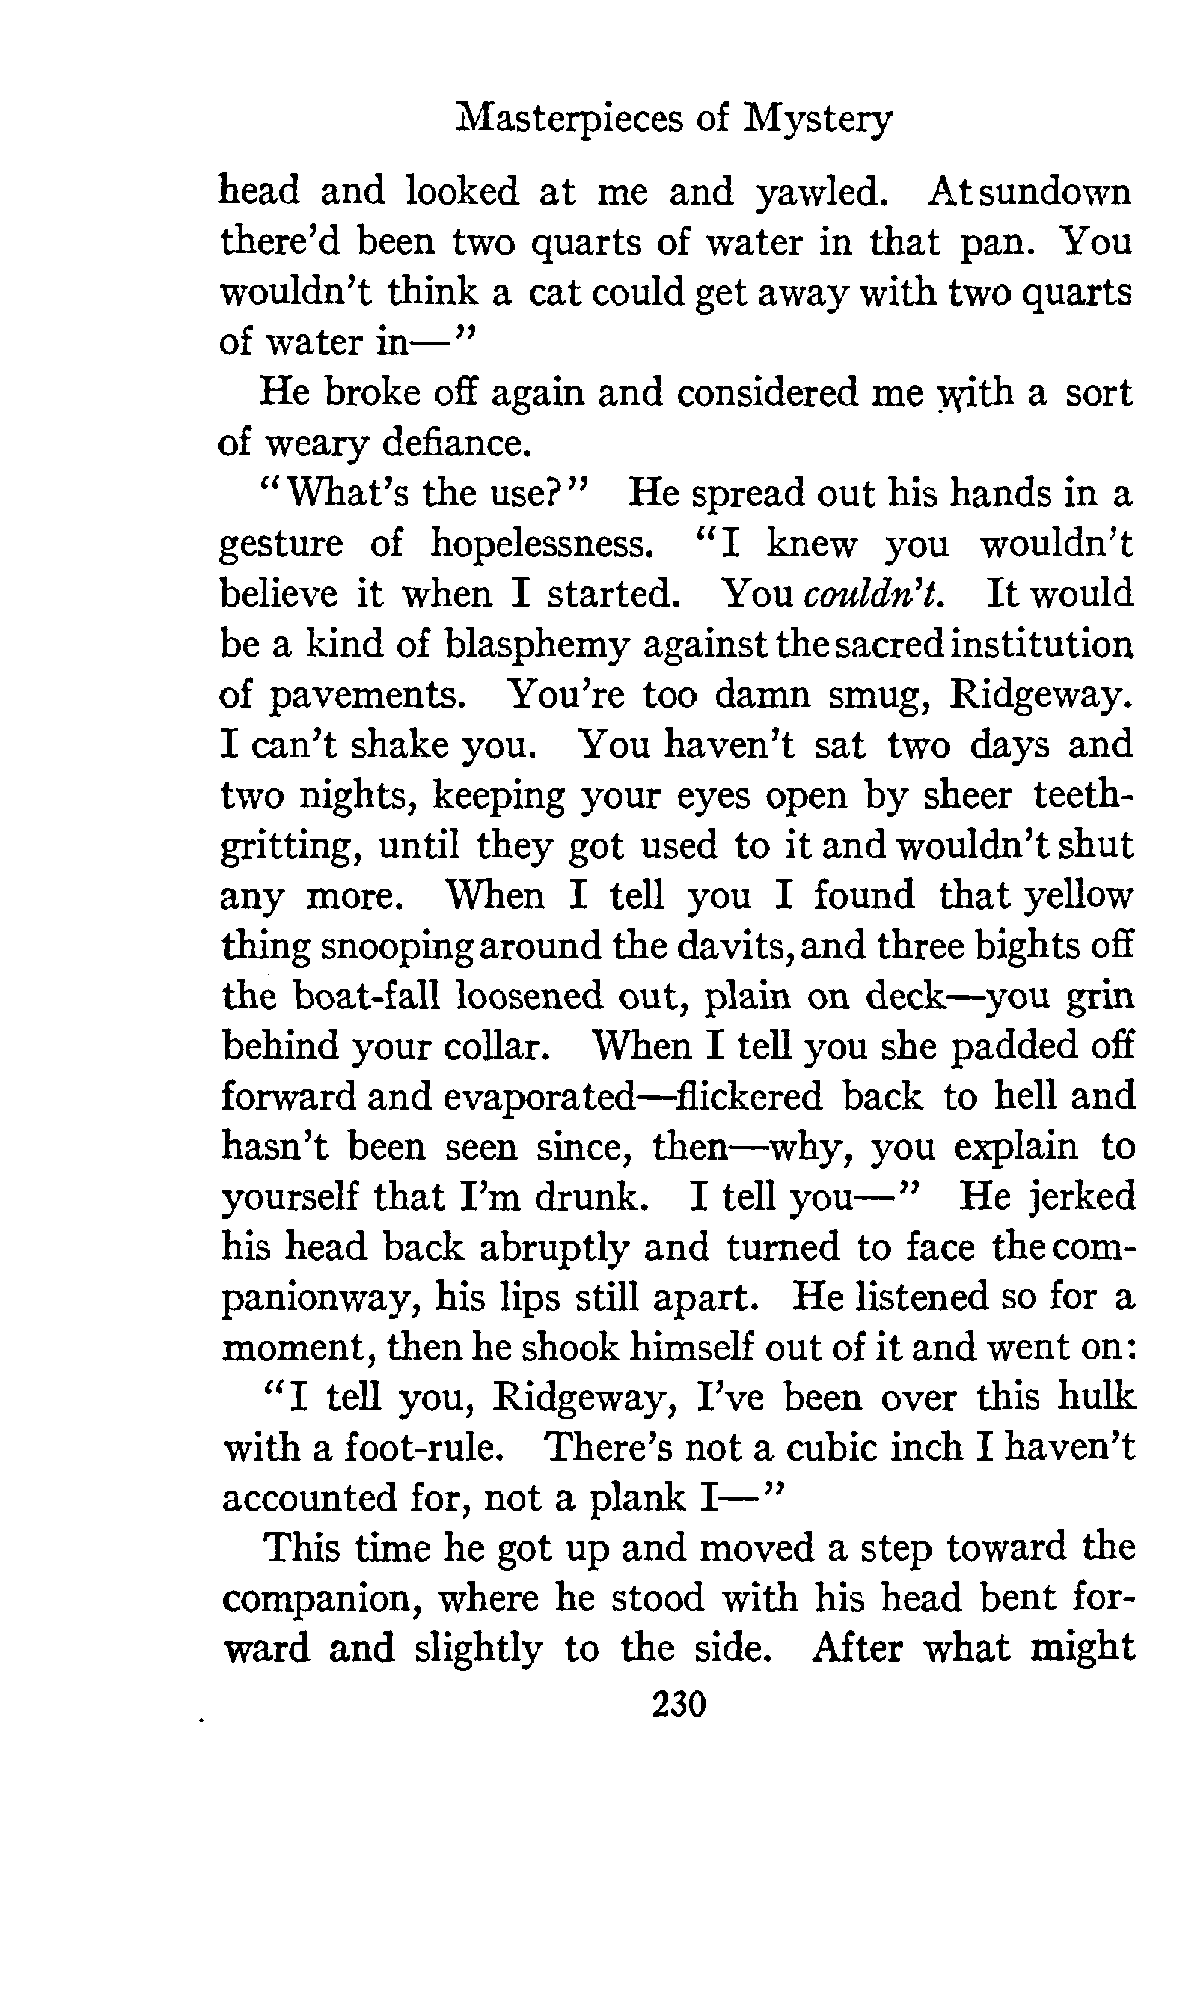 Masterpieces of Mystery
head and looked at me and yawled. At sundown
there'd been two quarts of water in that pan. You
wouldn't think a cat could get away with two quarts
of water in—"
He broke off again and considered me with a sort
of weary defiance.
"What's the use?" He spread out his hands in a
gesture of hopelessness. "I knew you wouldn't
believe it when I started. You couldn't. It would
be a kind of blasphemy against the sacred institution
of pavements. You're too damn smug, Ridgeway.
I can't shake you. You haven't sat two days and
two nights, keeping your eyes open by sheer teeth-
gritting, until they got used to it and wouldn't shut
any more. When I tell you I found that yellow
thing snooping around the davits, and three bights off
the boat-fall loosened out, plain on deck—you grin
behind your collar. When I tell you she padded off
forward and evaporated—flickered back to hell and
hasn't been seen since, then—why, you explain to
yourself that I'm drunk. I tell you—" He jerked
his head back abruptly and turned to face the com-
panionway, his lips still apart. He listened so for a
moment, then he shook himself out of it and went on:
"I tell you, Ridgeway, I've been over this hulk
with a foot-rule. There's not a cubic inch I haven't
accounted for, not a plank I—"
This time he got up and moved a step toward the
companion, where he stood with his head bent for-
ward and slightly to the side. After what might
230